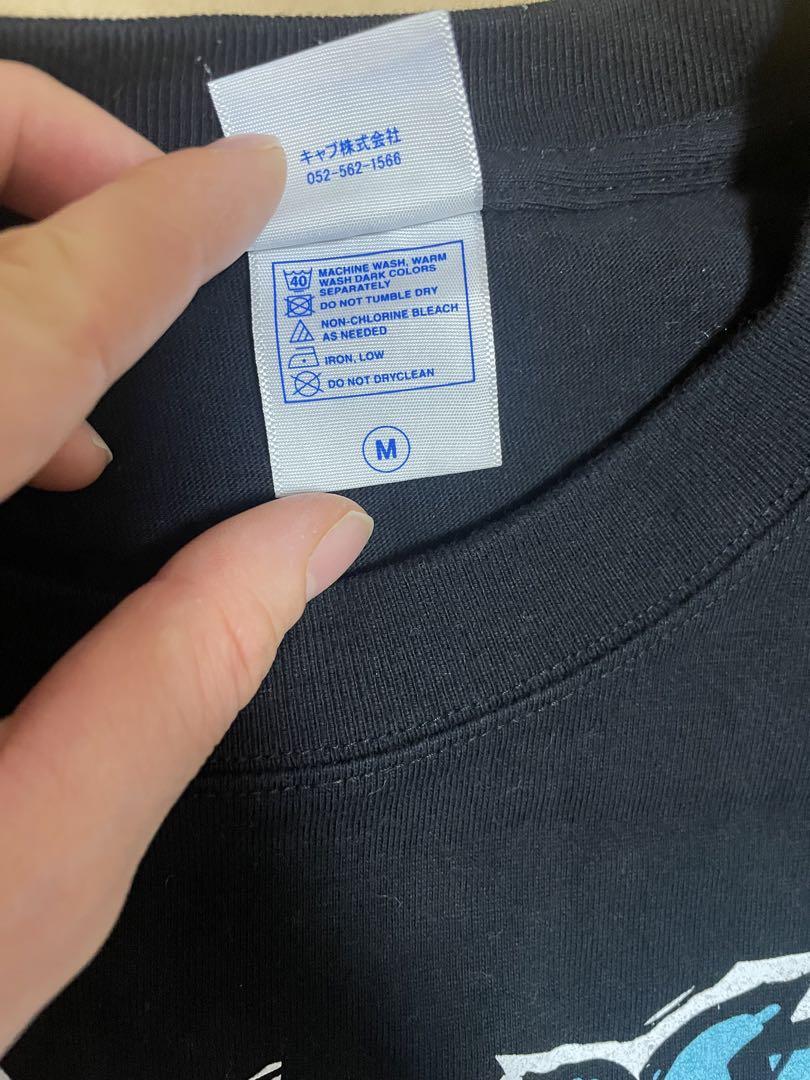 キャブ株式会社
052-562-1566
40 MACHINE WASH, WARM
WASH DARK COLORS
SEPARATELY
DO NOT TUMBLE DRY
NON-CHLORINE BLEACH
AS NEEDED
IRON, LOW
DO NOT DRYCLEAN
M